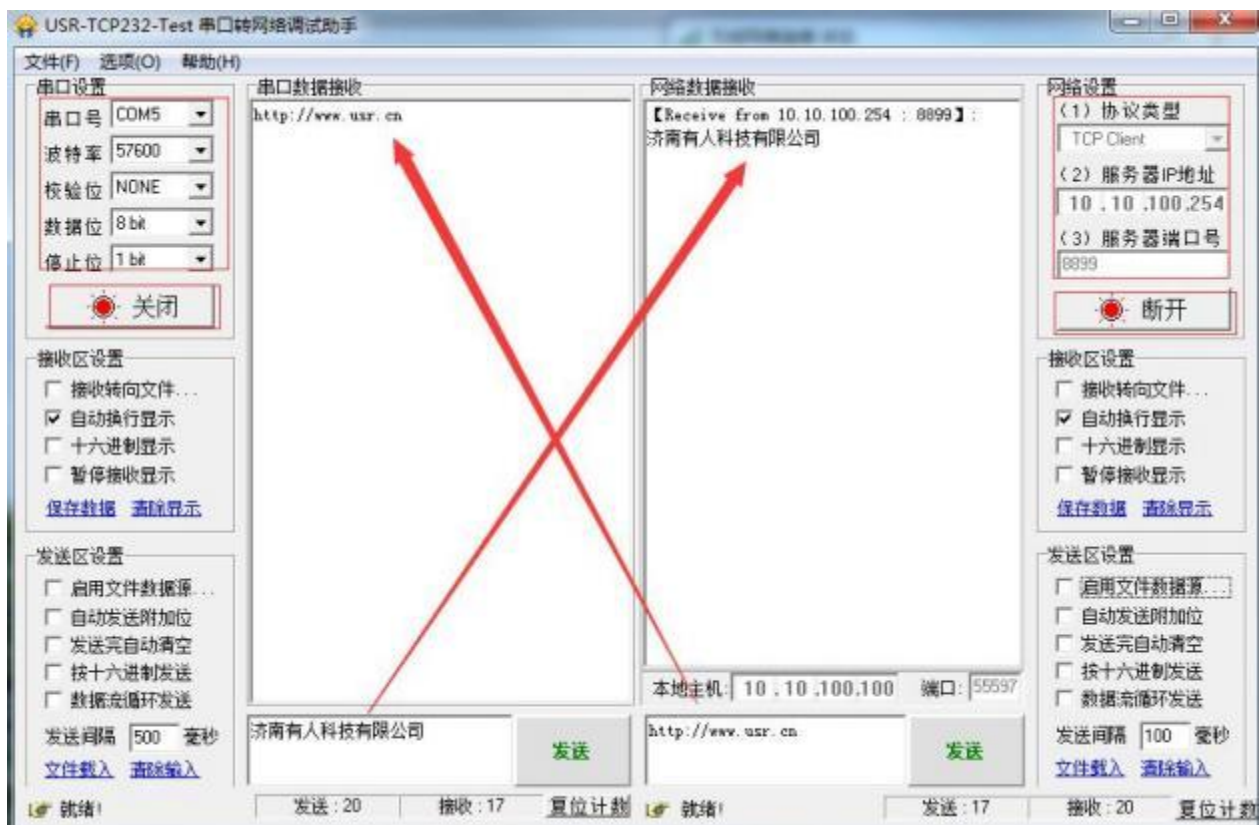 USR-TCP232-Test 串口转网络调试助手
文件(F) 选项(O) 帮助(H)
串口设置
串口号 COM5
波特率 57600
校验位 NONE
数据位 8 bit
停止位 1 bit
关闭
接收区设置
接收转向文件...
自动换行显示
十六进制显示
暂停接收显示
保存数据 清除显示
发送区设置
启用文件数据源...
自动发送附加位
发送完自动清空
按十六进制发送
数据流循环发送
发送间隔 500 毫秒
文件载入 清除输入
就绪!
串口数据接收
http://www.usr.cn
济南有人科技有限公司
发送
发送 : 20 接收 : 17 复位计数
网络数据接收
【Receive from 10.10.100.254 : 8899】:
济南有人科技有限公司
本地主机: 10 .10 .100.100 端口: 55597
http://www.usr.cn
发送
就绪!
发送 : 17 接收 : 20 复位计数
网络设置
(1) 协议类型
TCP Client
(2) 服务器IP地址
10 .10 .100.254
(3) 服务器端口号
8899
断开
接收区设置
接收转向文件...
自动换行显示
十六进制显示
暂停接收显示
保存数据 清除显示
发送区设置
启用文件数据源...
自动发送附加位
发送完自动清空
按十六进制发送
数据流循环发送
发送间隔 100 毫秒
文件载入 清除输入